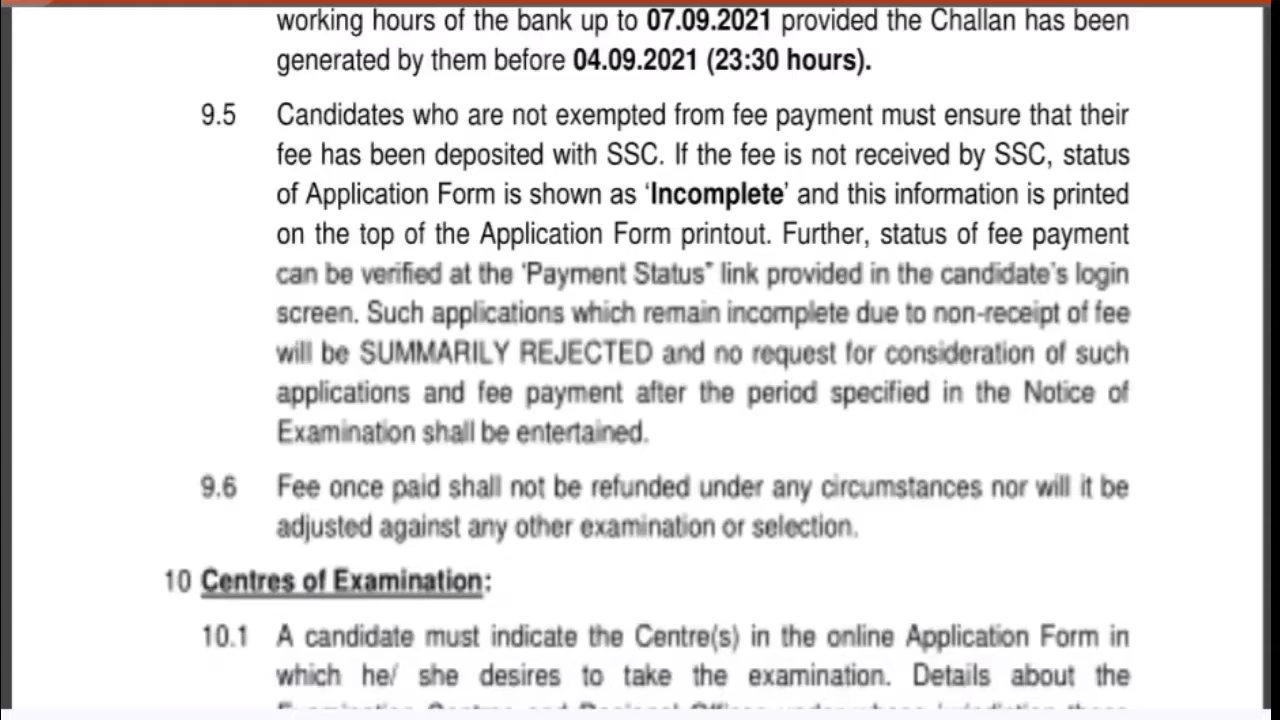 working hours of the bank up to 07.09.2021 provided the Challan has been
generated by them before 04.09.2021 (23:30 hours).
9.5 Candidates who are not exempted from fee payment must ensure that their
fee has been deposited with SSC. If the fee is not received by SSC, status
of Application Form is shown as ‘Incomplete’ and this information is printed
on the top of the Application Form printout. Further, status of fee payment
can be verified at the ‘Payment Status” link provided in the candidate’s login
screen. Such applications which remain incomplete due to non-receipt of fee
will be SUMMARILY REJECTED and no request for consideration of such
applications and fee payment after the period specified in the Notice of
Examination shall be entertained.
9.6 Fee once paid shall not be refunded under any circumstances nor will it be
adjusted against any other examination or selection.
10 Centres of Examination:
10.1 A candidate must indicate the Centre(s) in the online Application Form in
which he/ she desires to take the examination. Details about the